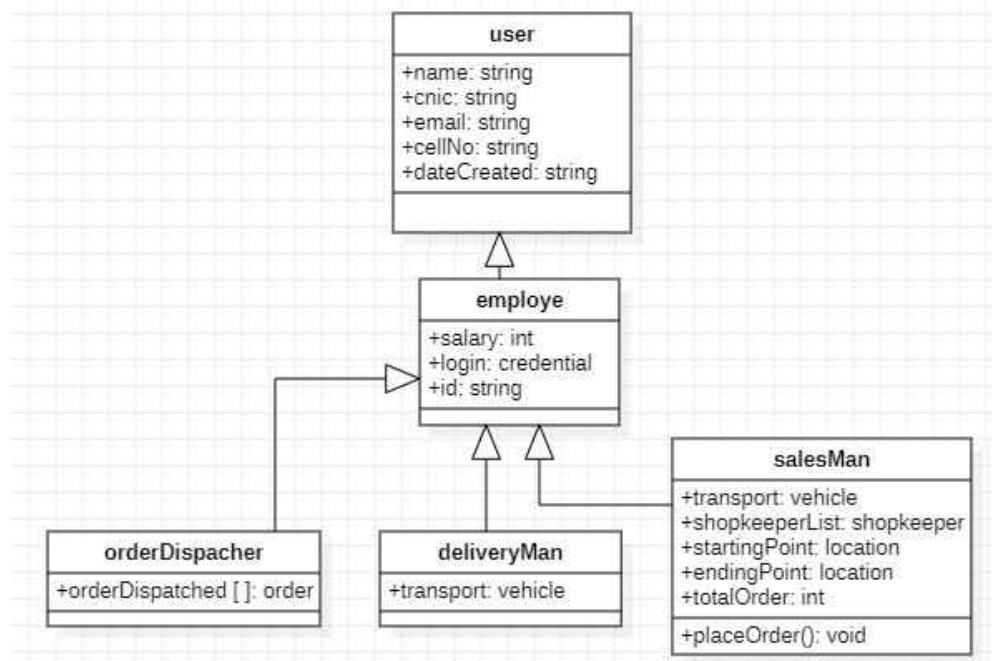 user
+name: string
+cnic: string
+email: string
+cellNo: string
+dateCreated: string
employe
+salary: int
+login: credential
+id: string
orderDispacher
+orderDispatched [ ]: order
deliveryMan
+transport: vehicle
salesMan
+transport: vehicle
+shopkeeperList: shopkeeper
+startingPoint: location
+endingPoint: location
+totalOrder: int
+placeOrder(): void